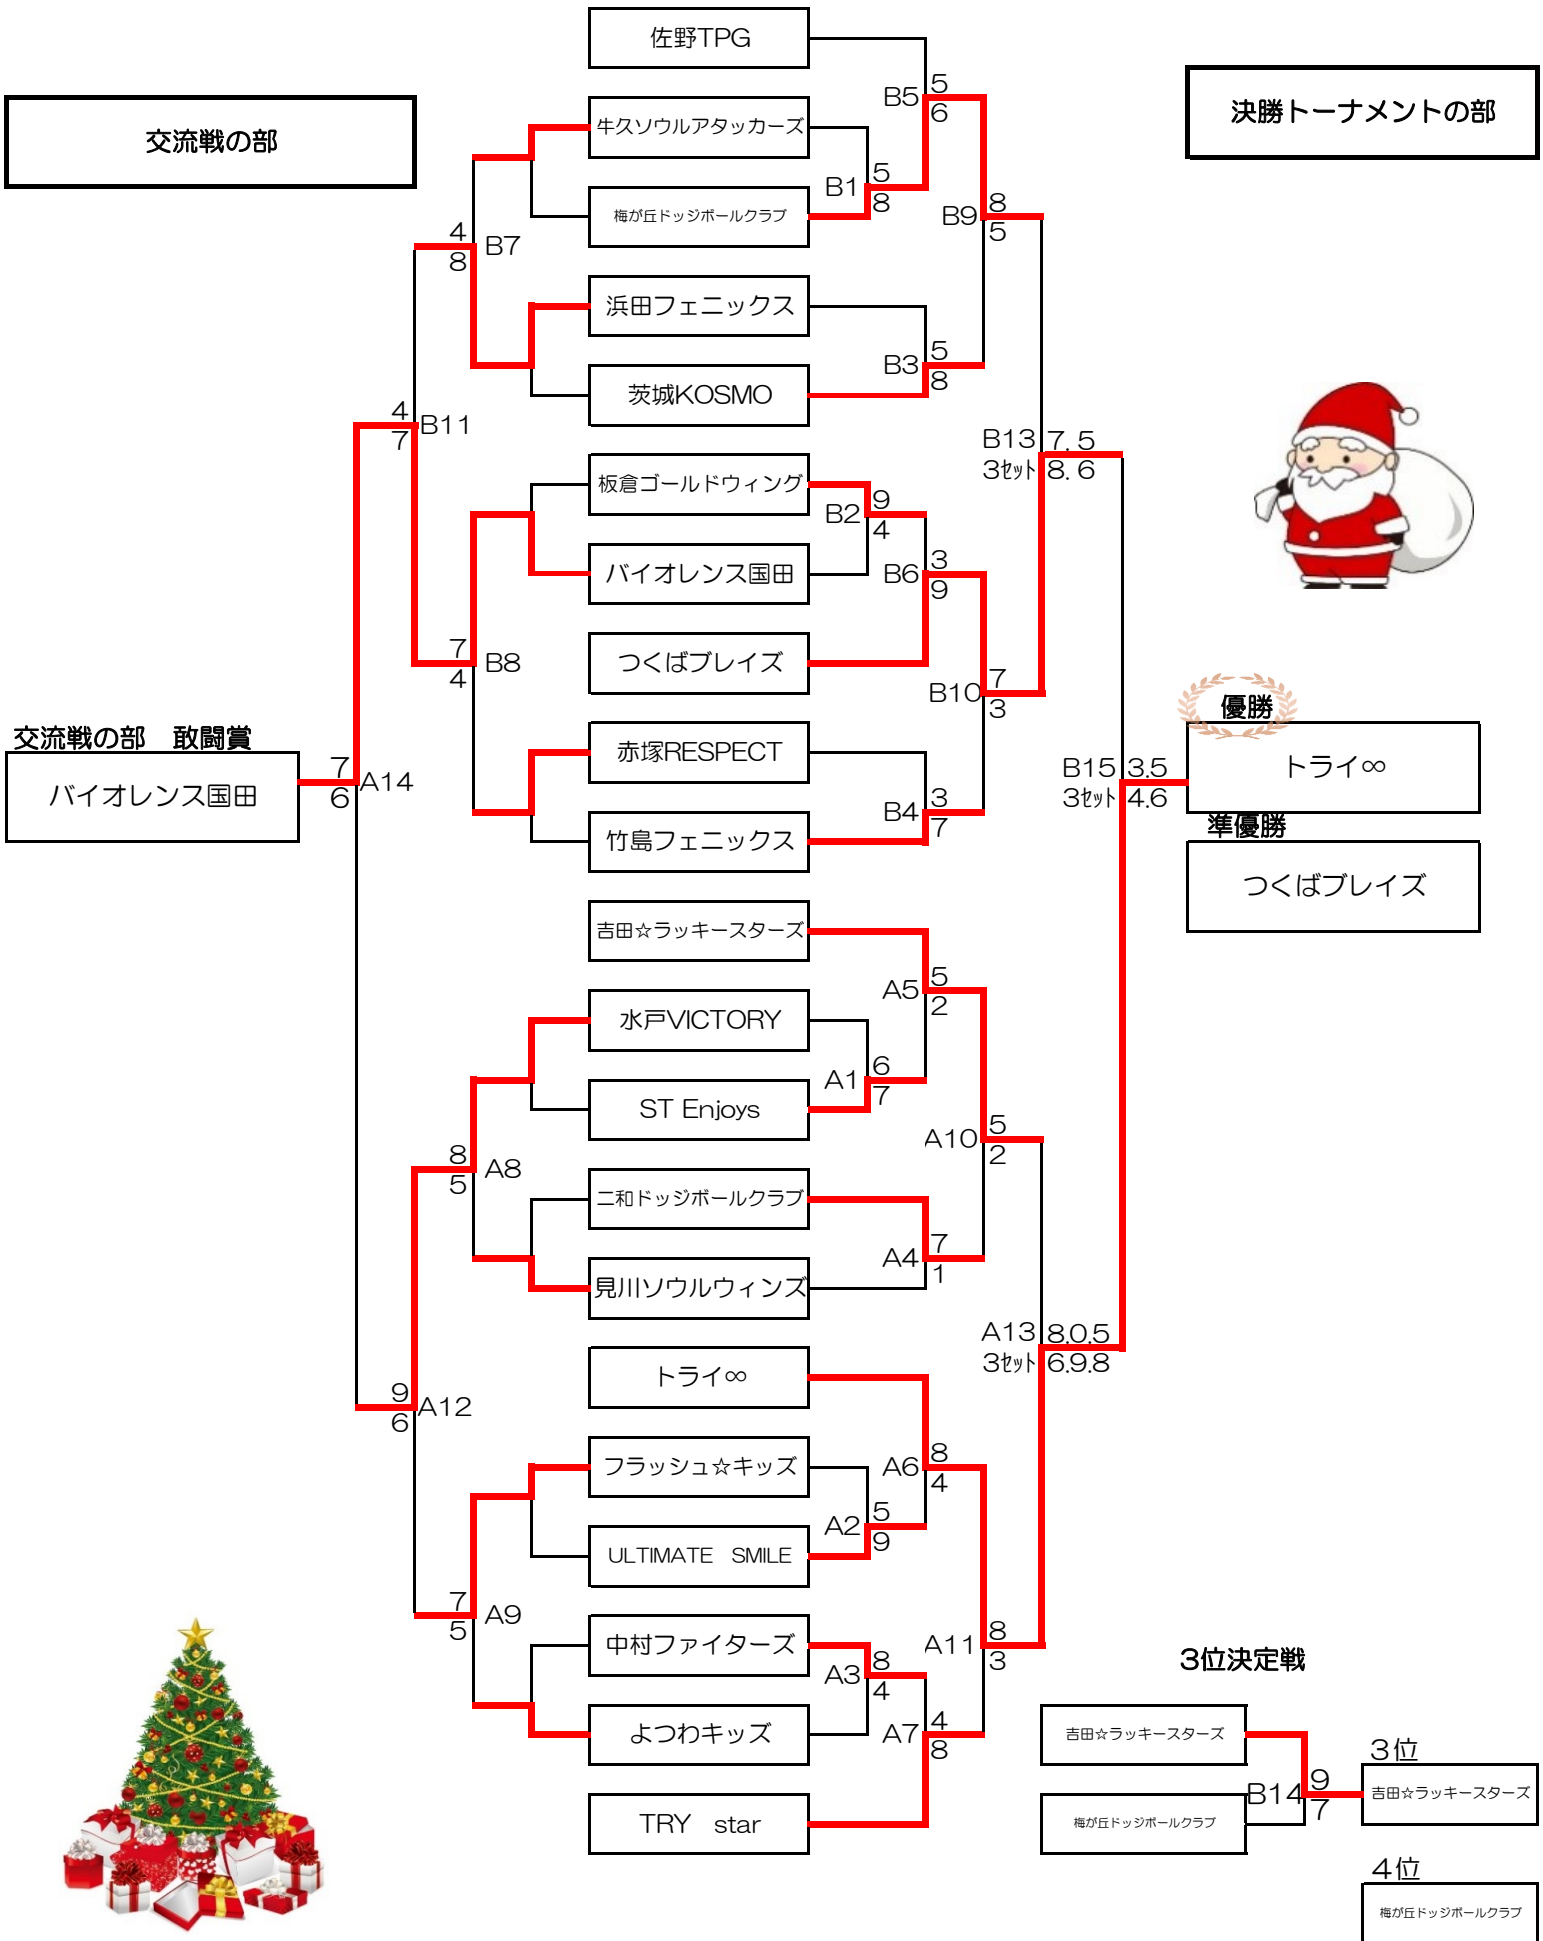 佐野TPG
交流戦の部
決勝トーナメントの部
B5
5
6
牛久ソウルアタッカーズ
B1
5
8
梅が丘ドッジボールクラブ
B9
8
5
4
8
B7
浜田フェニックス
B3
5
8
茨城KOSMO
4
7
B11
B13
3セット
7.5
8.6
板倉ゴールドウィング
B2
9
4
バイオレンス国田
B6
3
9
つくばブレイズ
7
4
B8
B10
7
3
交流戦の部　敢闘賞
バイオレンス国田
7
6
A14
赤塚RESPECT
B4
3
7
竹島フェニックス
B15
3セット
3.5
4.6
優勝
トライ∞
準優勝
つくばブレイズ
吉田☆ラッキースターズ
A5
5
2
水戸VICTORY
A1
6
7
ST Enjoys
A10
5
2
8
5
A8
二和ドッジボールクラブ
A4
7
1
見川ソウルウィンズ
A13
3セット
8.0.5
6.9.8
トライ∞
9
6
A12
A6
8
4
フラッシュ☆キッズ
A2
5
9
ULTIMATE　SMILE
7
5
A9
中村ファイターズ
A3
8
4
A11
8
3
よつわキッズ
A7
4
8
TRY　star
3位決定戦
吉田☆ラッキースターズ
B14
9
7
梅が丘ドッジボールクラブ
3位
吉田☆ラッキースターズ
4位
梅が丘ドッジボールクラブ